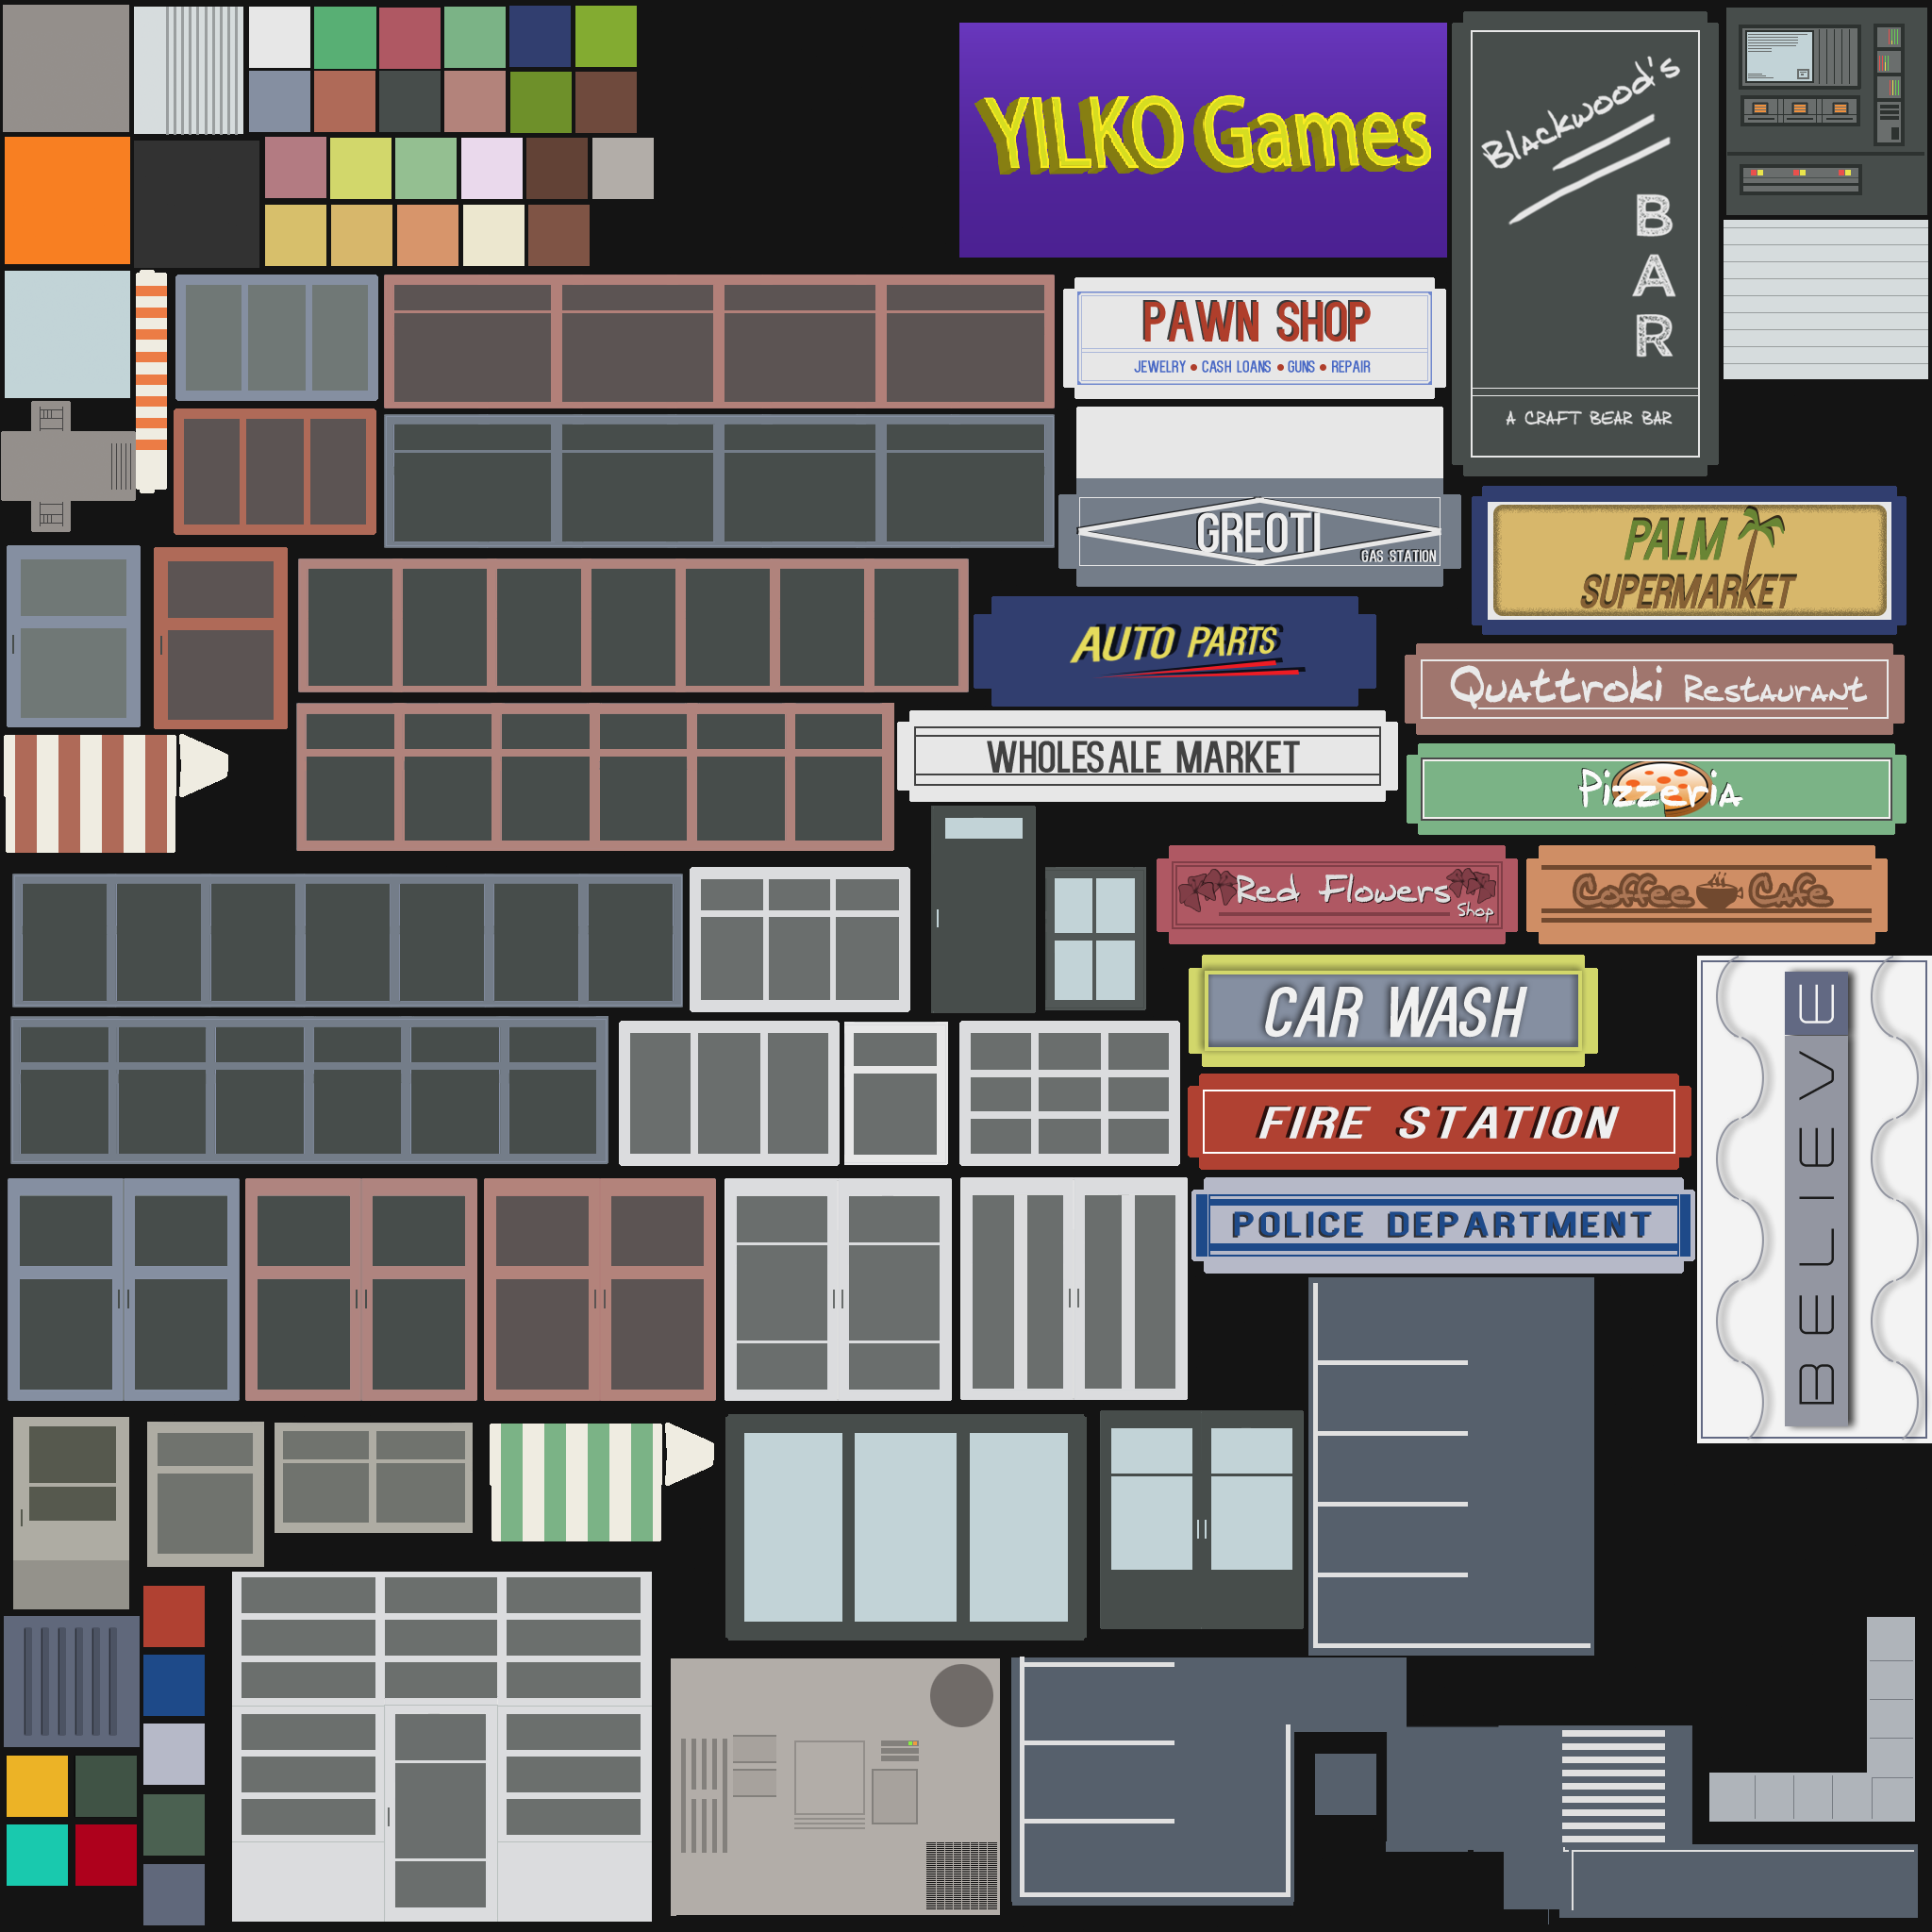 YILKO Games
Blackwood's
BAR
A CRAFT BEAR BAR
PAWN SHOP
JEWELRY • CASH LOANS • GUNS • REPAIR
GREOTI
GAS STATION
PALM
SUPERMARKET
AUTO PARTS
Quattroki Restaurant
WHOLESALE MARKET
Pizzeria
Red Flowers
Shop
Coffee Cafe
CAR WASH
FIRE STATION
POLICE DEPARTMENT
BELIEVE